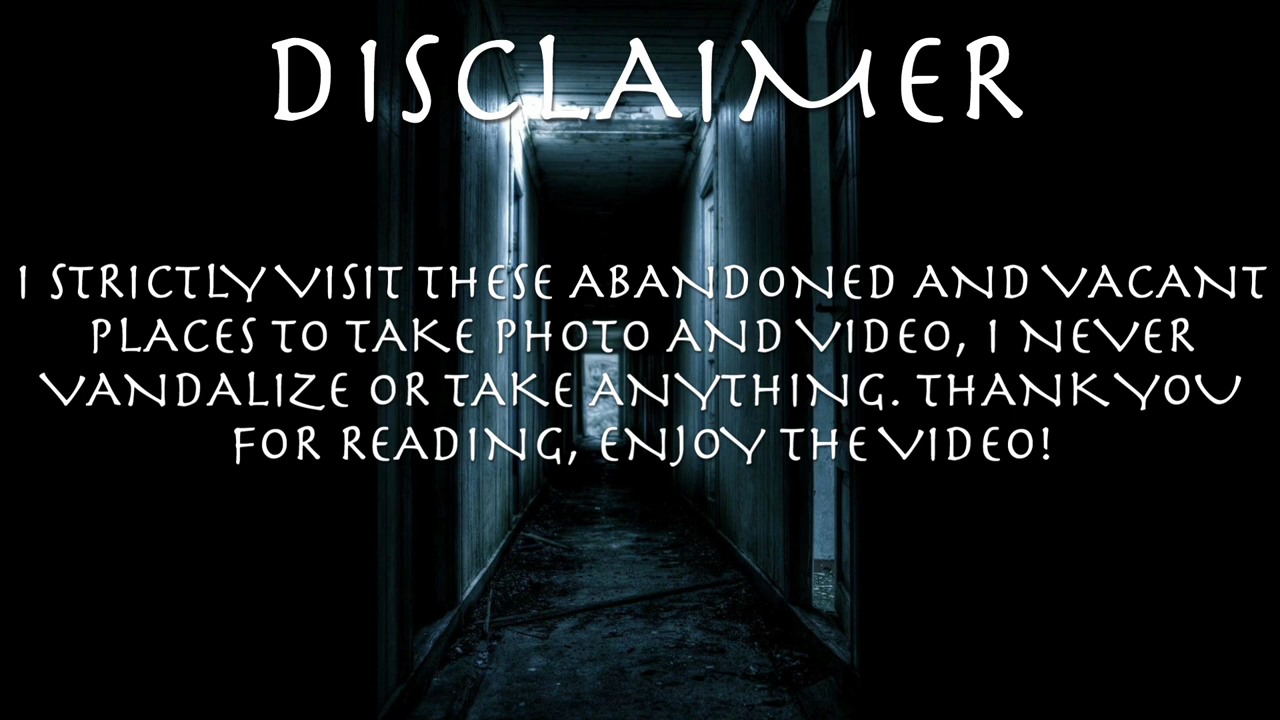 DISCLAIMER
I STRICTLY VISIT THESE ABANDONED AND VACANT
PLACES TO TAKE PHOTO AND VIDEO, I NEVER
VANDALIZE OR TAKE ANYTHING. THANK YOU
FOR READING, ENJOY THE VIDEO!